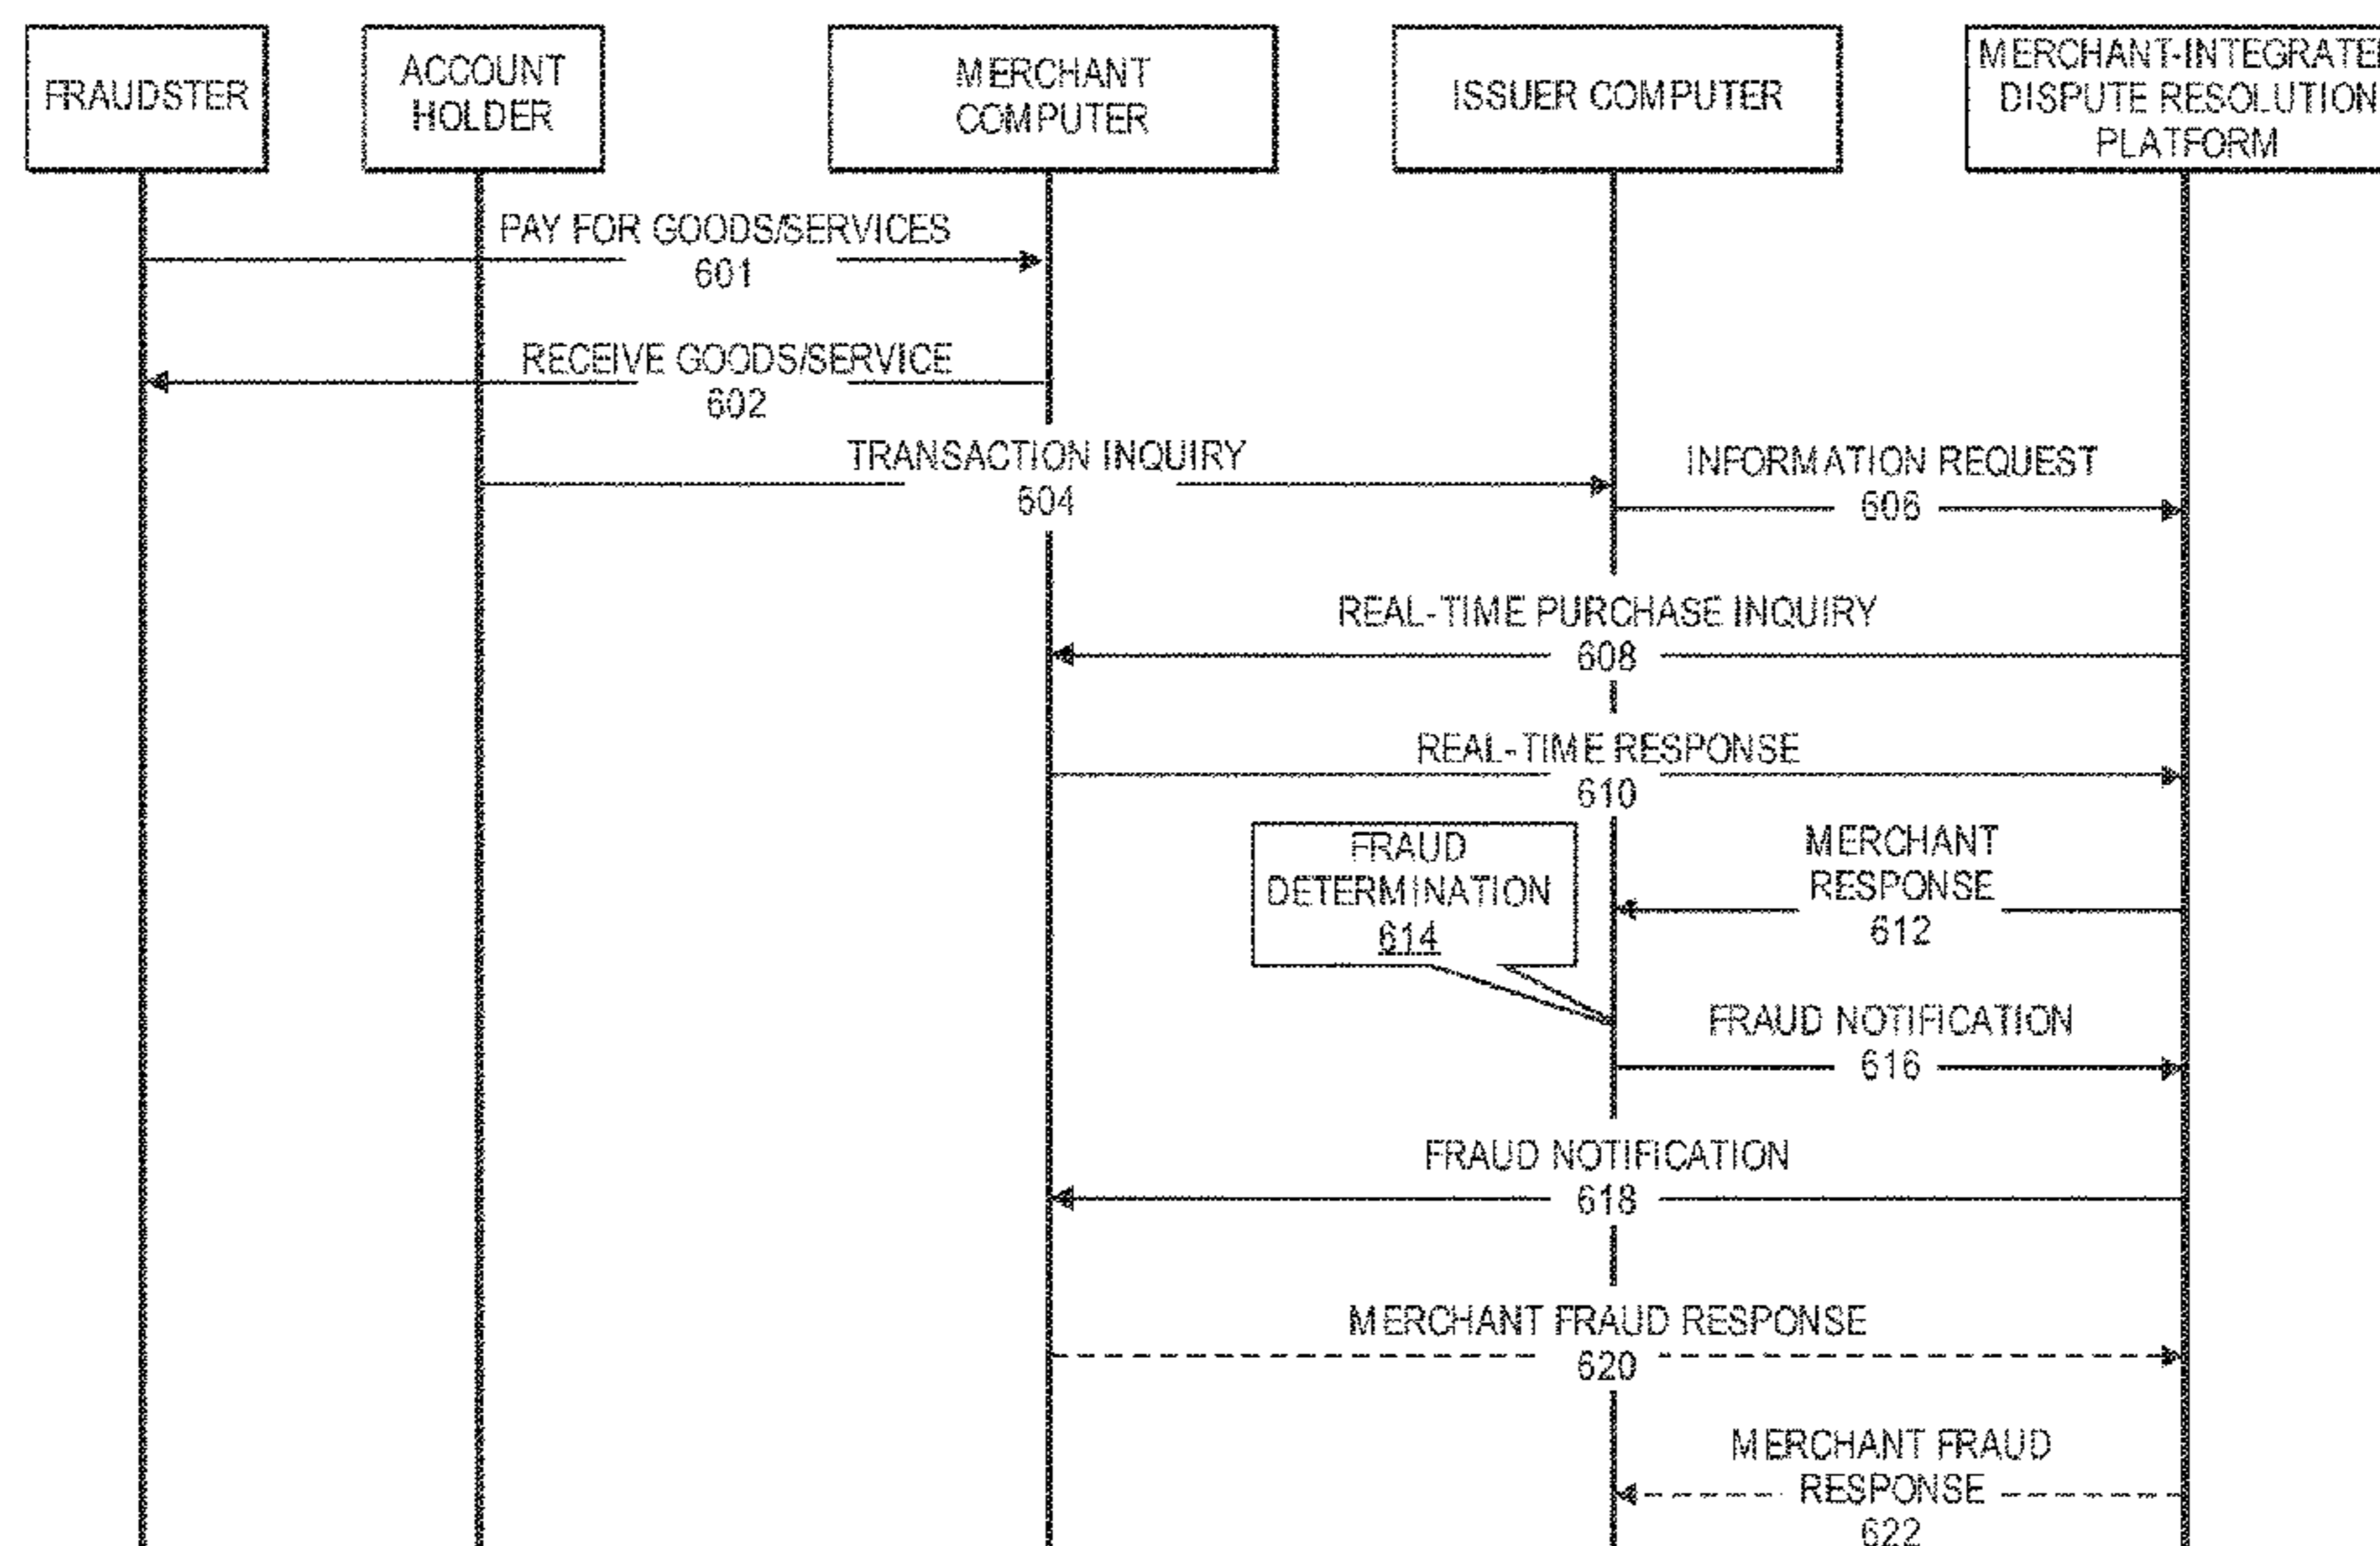 FRAUDSTER
ACCOUNT
HOLDER
MERCHANT
COMPUTER
ISSUER COMPUTER
MERCHANT-INTEGRATE
DISPUTE RESOLUTION
PLATFORM
PAY FOR GOODS/SERVICES
601
RECEIVE GOODS/SERVICE
602
TRANSACTION INQUIRY
604
INFORMATION REQUEST
606
REAL-TIME PURCHASE INQUIRY
608
REAL-TIME RESPONSE
610
FRAUD
DETERMINATION
614
MERCHANT
RESPONSE
612
FRAUD NOTIFICATION
616
FRAUD NOTIFICATION
618
MERCHANT FRAUD RESPONSE
620
MERCHANT FRAUD
RESPONSE
622